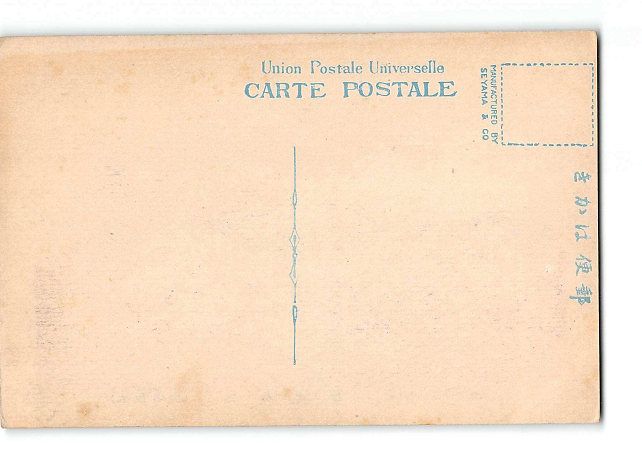 Union Postale Universelle
CARTE POSTALE
MANUFACTURED BY
SEYAMA & CO
きかは便郵